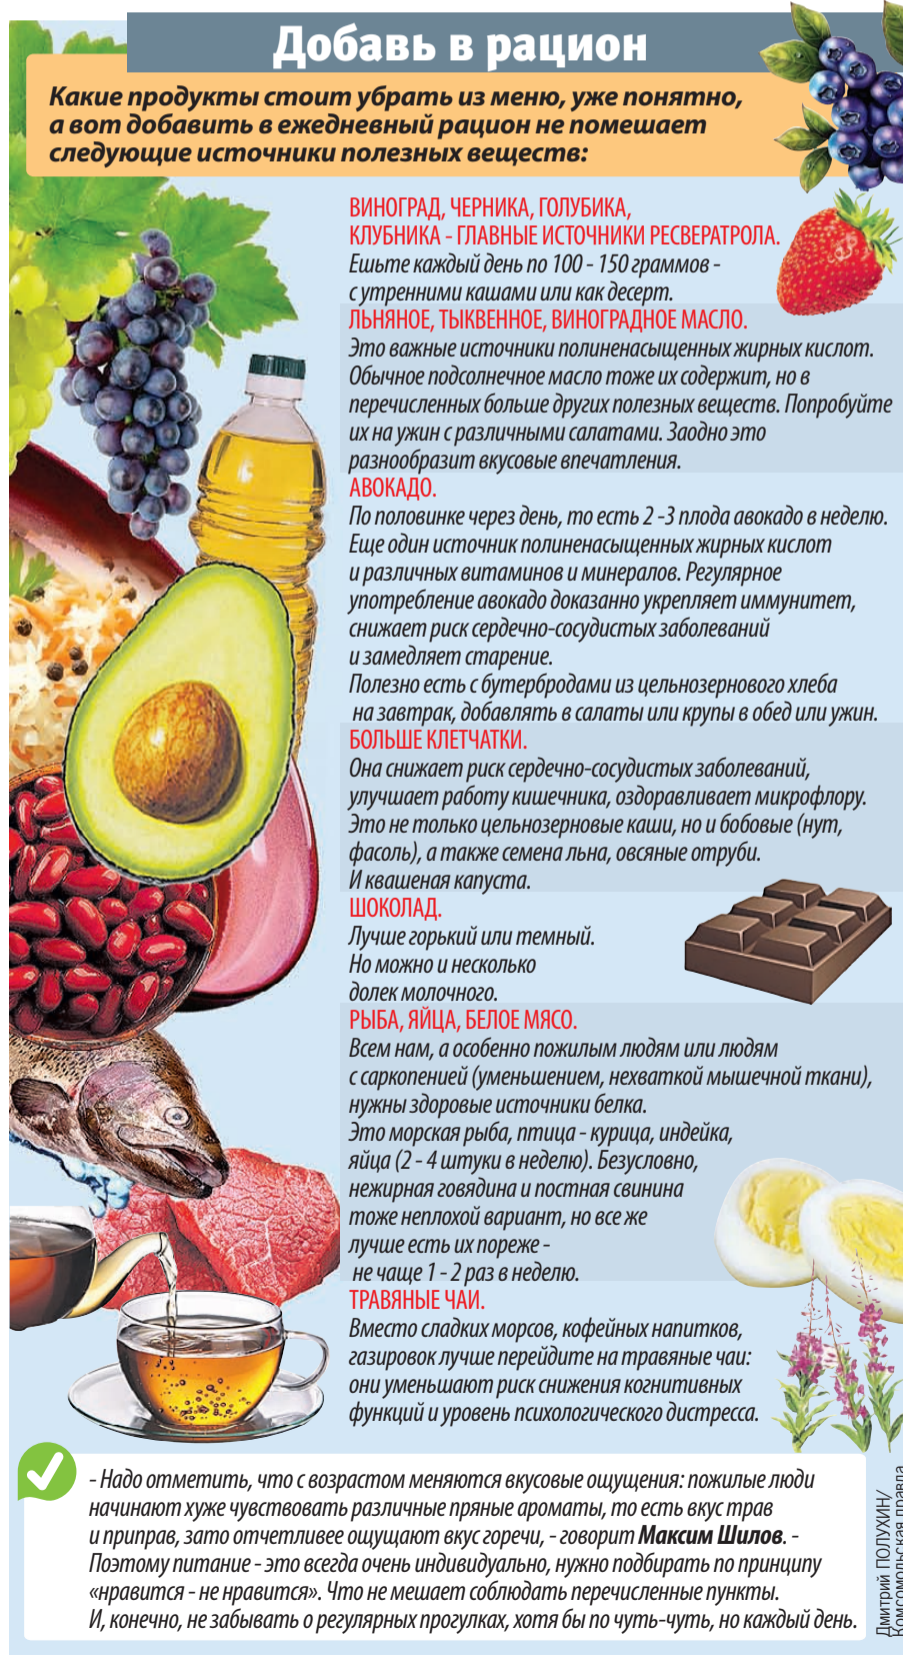 Добавь в рацион
Какие продукты стоит убрать из меню, уже понятно,
а вот добавить в ежедневный рацион не помешает
следующие источники полезных веществ:
ВИНОГРАД, ЧЕРНИКА, ГОЛУБИКА,
КЛУБНИКА - ГЛАВНЫЕ ИСТОЧНИКИ РЕСВЕРАТРОЛА.
Ешьте каждый день по 100 - 150 граммов -
с утренними кашами или как десерт.
ЛЬНЯНОЕ, ТЫКВЕННОЕ, ВИНОГРАДНОЕ МАСЛО.
Это важные источники полиненасыщенных жирных кислот.
Обычное подсолнечное масло тоже их содержит, но в
перечисленных больше других полезных веществ. Попробуйте
их на ужин с различными салатами. Заодно это
разнообразит вкусовые впечатления.
АВОКАДО.
По половинке через день, то есть 2 -3 плода авокадо в неделю.
Еще один источник полиненасыщенных жирных кислот
и различных витаминов и минералов. Регулярное
употребление авокадо доказанно укрепляет иммунитет,
снижает риск сердечно-сосудистых заболеваний
и замедляет старение.
Полезно есть с бутербродами из цельнозернового хлеба
на завтрак, добавлять в салаты или крупы в обед или ужин.
БОЛЬШЕ КЛЕТЧАТКИ.
Она снижает риск сердечно-сосудистых заболеваний,
улучшает работу кишечника, оздоравливает микрофлору.
Это не только цельнозерновые каши, но и бобовые (нут,
фасоль), а также семена льна, овсяные отруби.
И квашеная капуста.
ШОКОЛАД.
Лучше горький или темный.
Но можно и несколько
долек молочного.
РЫБА, ЯЙЦА, БЕЛОЕ МЯСО.
Всем нам, а особенно пожилым людям или людям
с саркопенией (уменьшением, нехваткой мышечной ткани),
нужны здоровые источники белка.
Это морская рыба, птица - курица, индейка,
яйца (2 - 4 штуки в неделю). Безусловно,
нежирная говядина и постная свинина
тоже неплохой вариант, но все же
лучше есть их пореже -
не чаще 1 - 2 раз в неделю.
ТРАВЯНЫЕ ЧАИ.
Вместо сладких морсов, кофейных напитков,
газировок лучше перейдите на травяные чаи:
они уменьшают риск снижения когнитивных
функций и уровень психологического дистресса.
- Надо отметить, что с возрастом меняются вкусовые ощущения: пожилые люди
начинают хуже чувствовать различные пряные ароматы, то есть вкус трав
и приправ, зато отчетливее ощущают вкус горечи, - говорит Максим Шилов. -
Поэтому питание - это всегда очень индивидуально, нужно подбирать по принципу
«нравится - не нравится». Что не мешает соблюдать перечисленные пункты.
И, конечно, не забывать о регулярных прогулках, хотя бы по чуть-чуть, но каждый день.
Дмитрий ПОЛУХИН/
Комсомольская правда